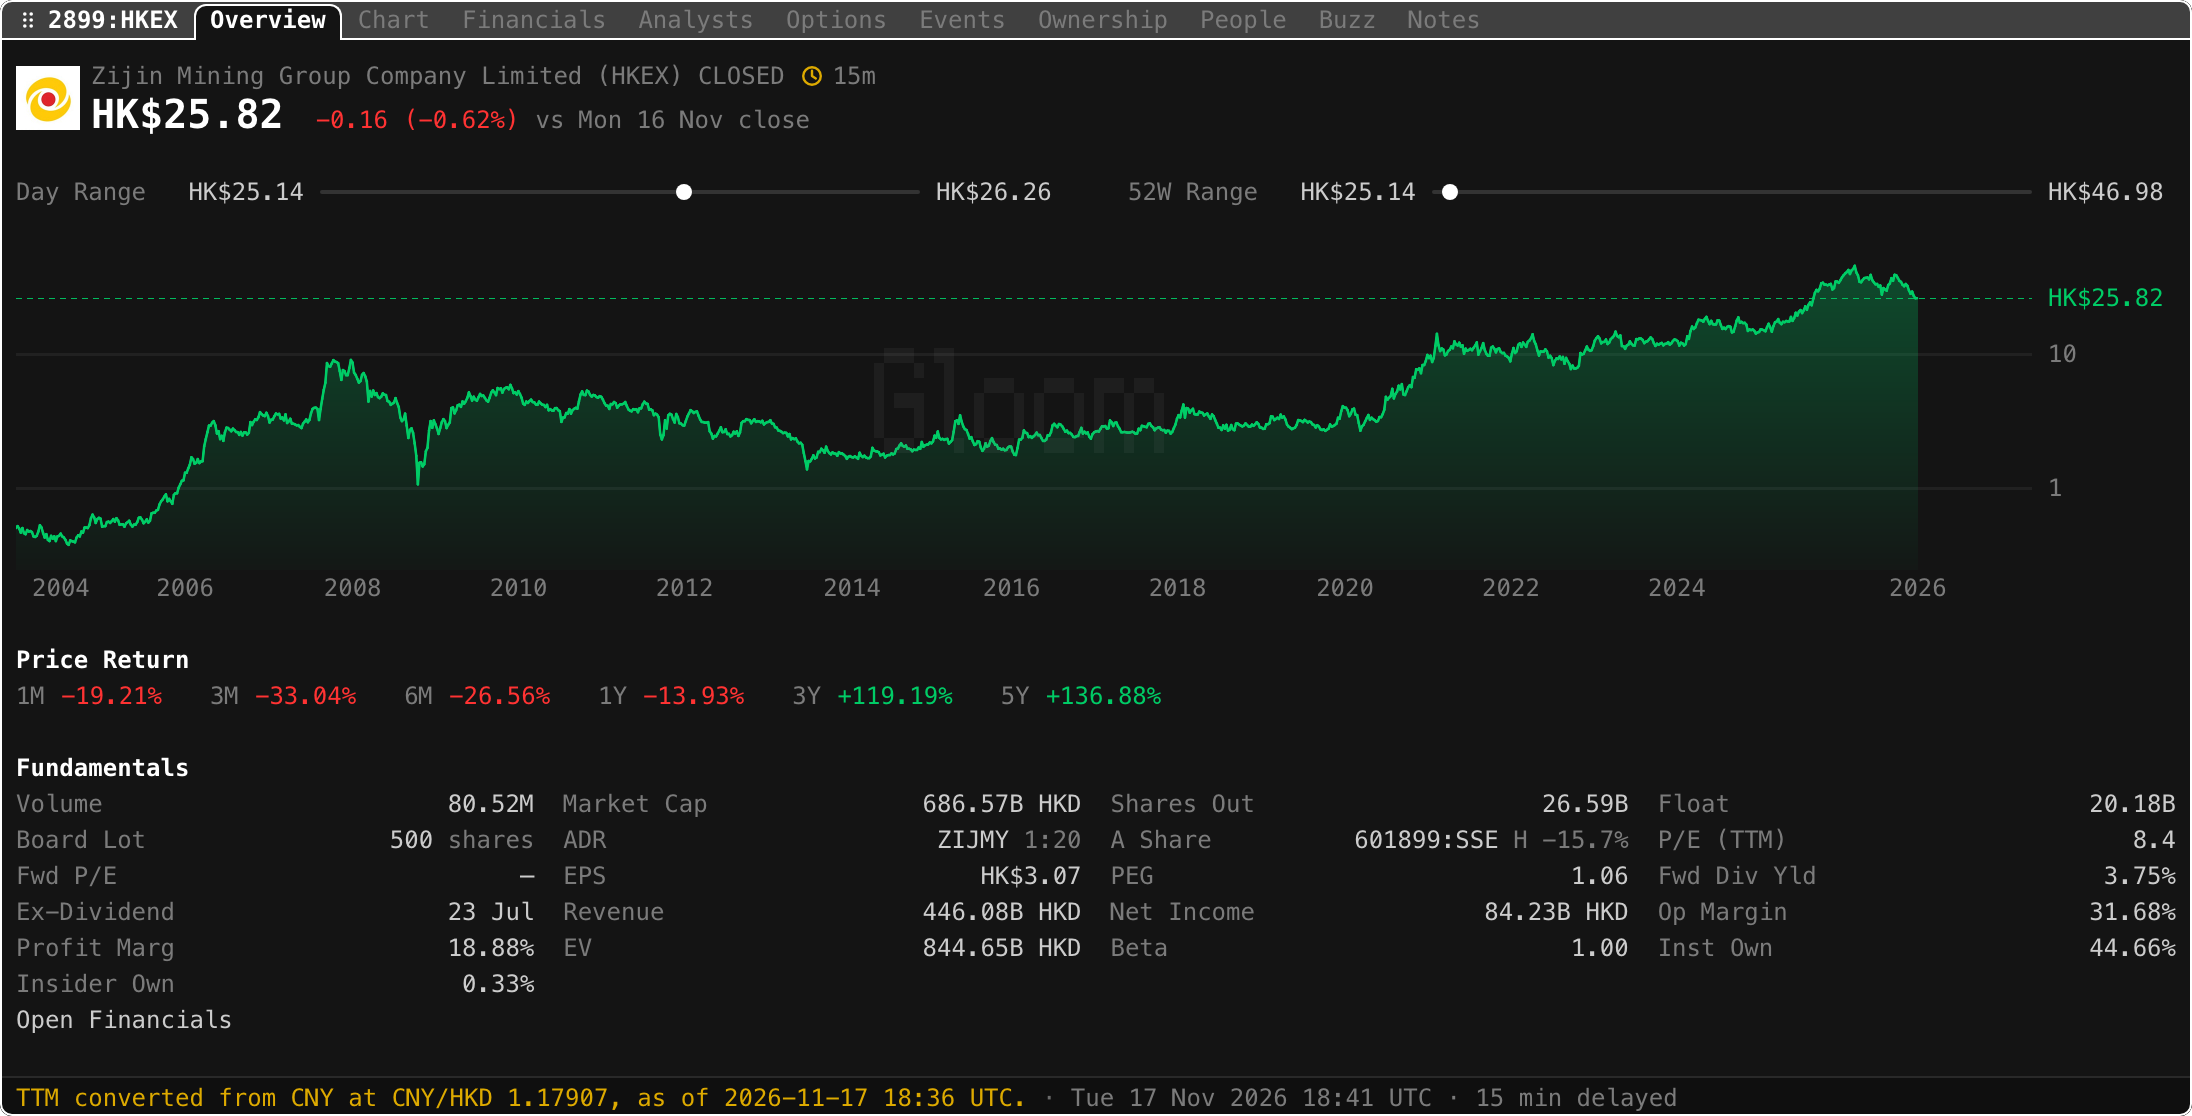 2899:HKEX Overview Chart Financials Analysts Options Events Ownership People Buzz Notes
Zijin Mining Group Company Limited (HKEX) CLOSED 15m
HK$25.82 −0.16 (−0.62%) vs Mon 16 Nov close
Day Range HK$25.14 HK$26.26 52W Range HK$25.14 HK$46.98
HK$25.82
10
Gloom
1
2004 2006 2008 2010 2012 2014 2016 2018 2020 2022 2024 2026
Price Return
1M −19.21% 3M −33.04% 6M −26.56% 1Y −13.93% 3Y +119.19% 5Y +136.88%
Fundamentals
Volume 80.52M Market Cap 686.57B HKD Shares Out 26.59B Float 20.18B
Board Lot 500 shares ADR ZIJMY 1:20 A Share 601899:SSE H −15.7% P/E (TTM) 8.4
Fwd P/E — EPS HK$3.07 PEG 1.06 Fwd Div Yld 3.75%
Ex-Dividend 23 Jul Revenue 446.08B HKD Net Income 84.23B HKD Op Margin 31.68%
Profit Marg 18.88% EV 844.65B HKD Beta 1.00 Inst Own 44.66%
Insider Own 0.33%
Open Financials
TTM converted from CNY at CNY/HKD 1.17907, as of 2026-11-17 18:36 UTC. · Tue 17 Nov 2026 18:41 UTC · 15 min delayed